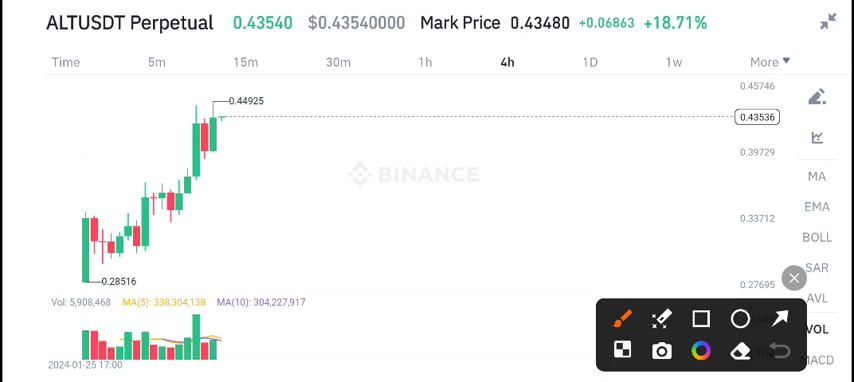 ALTUSDT Perpetual 0.43540 $0.43540000 Mark Price 0.43480 +0.06863 +18.71%
Time 5m 15m 30m 1h 4h 1D 1w More
0.45746
0.44925
0.43536
0.39729
BINANCE
MA
EMA
0.33712
BOLL
SAR
0.28516
0.27695
Vol: 5,908,468 MA(5): 338,304,138 MA(10): 304,227,917
AVL
VOL
MACD
2024-01-25 17:00